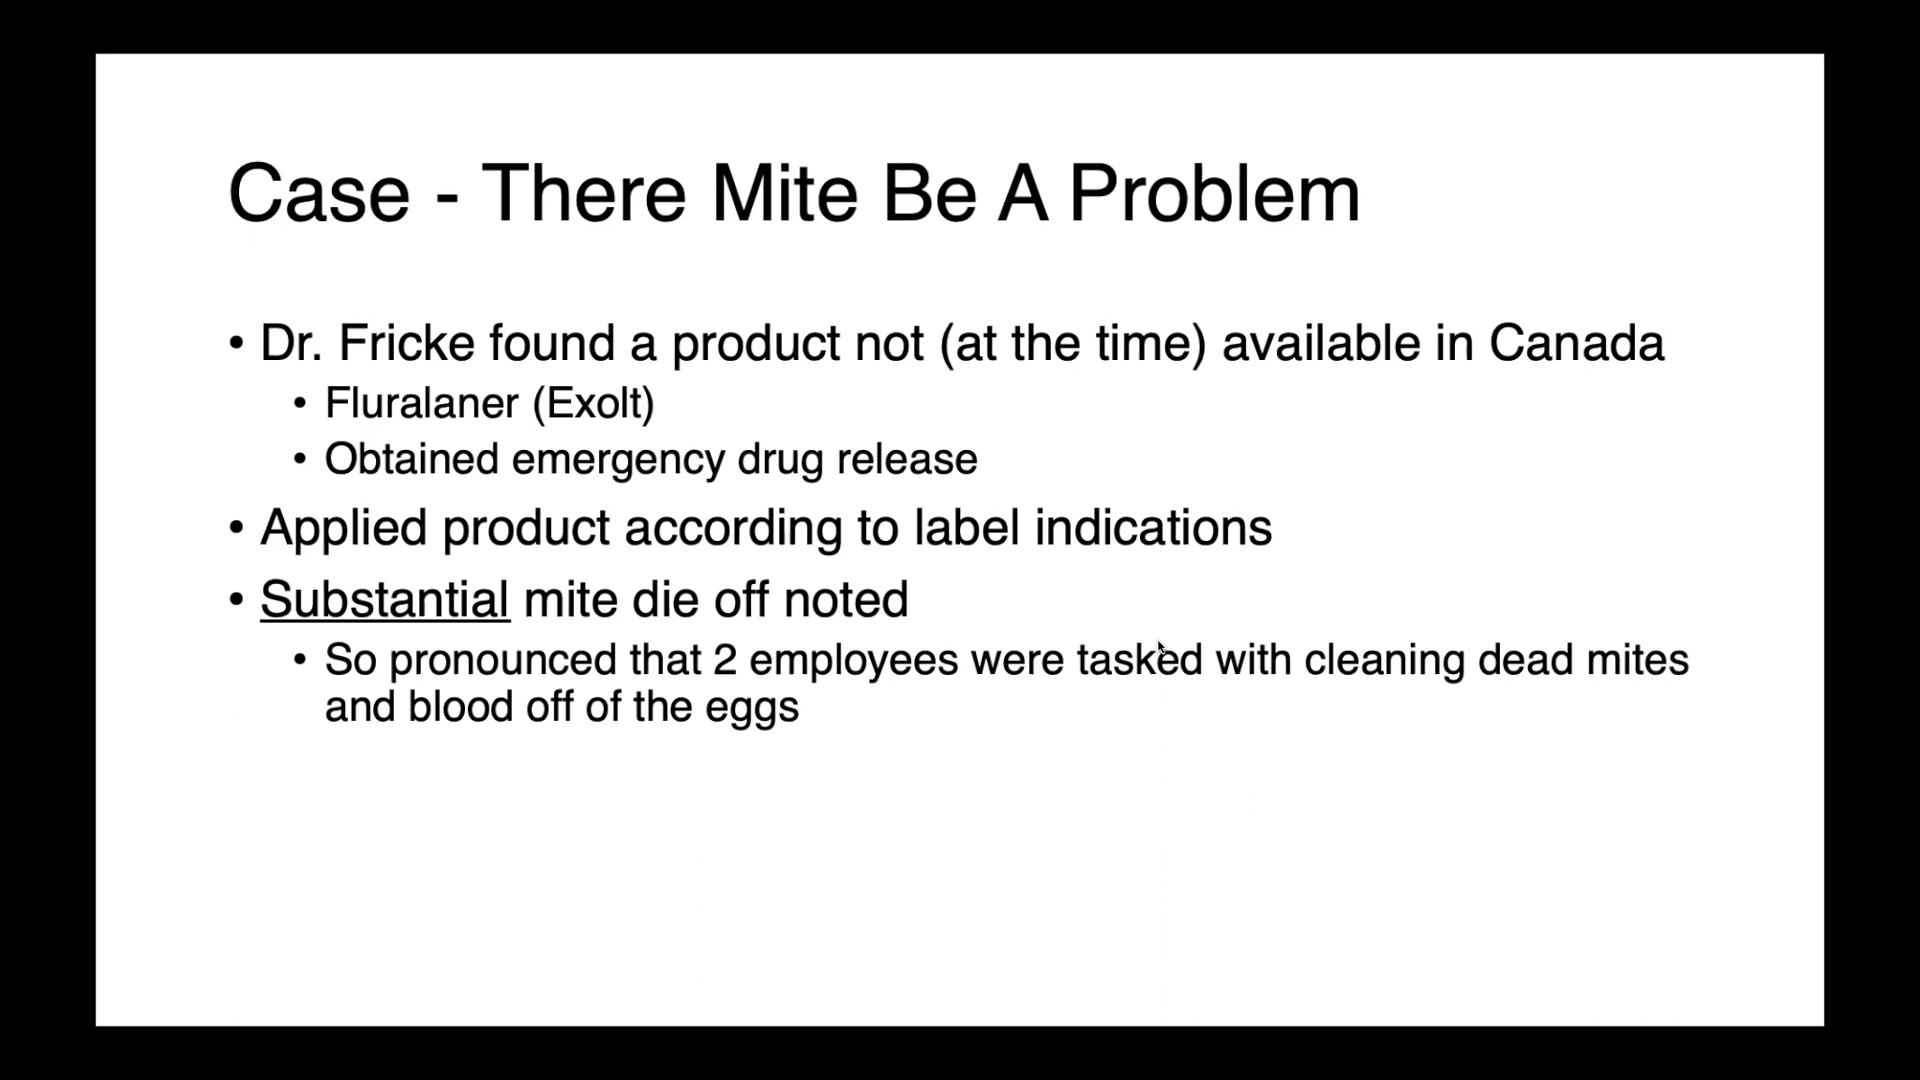 Case - There Mite Be A Problem
• Dr. Fricke found a product not (at the time) available in Canada
• Fluralaner (Exolt)
• Obtained emergency drug release
• Applied product according to label indications
• Substantial mite die off noted
• So pronounced that 2 employees were tasked with cleaning dead mites
and blood off of the eggs